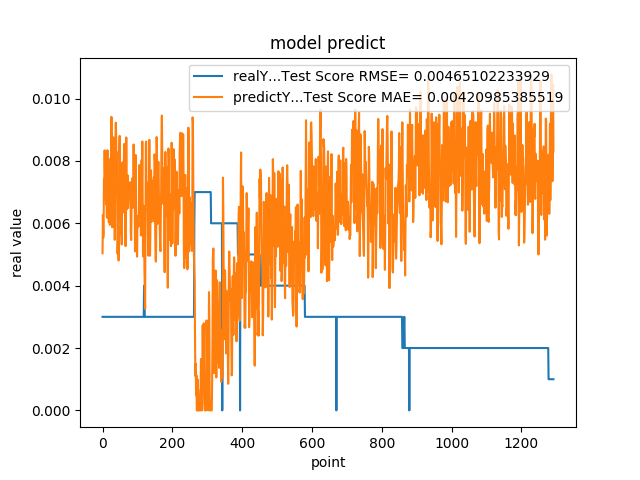 model predict
realY...Test Score RMSE= 0.00465102233929
predictY...Test Score MAE= 0.00420985385519
real value
0.010
0.008
0.006
0.004
0.002
0.000
0 200 400 600 800 1000 1200
point